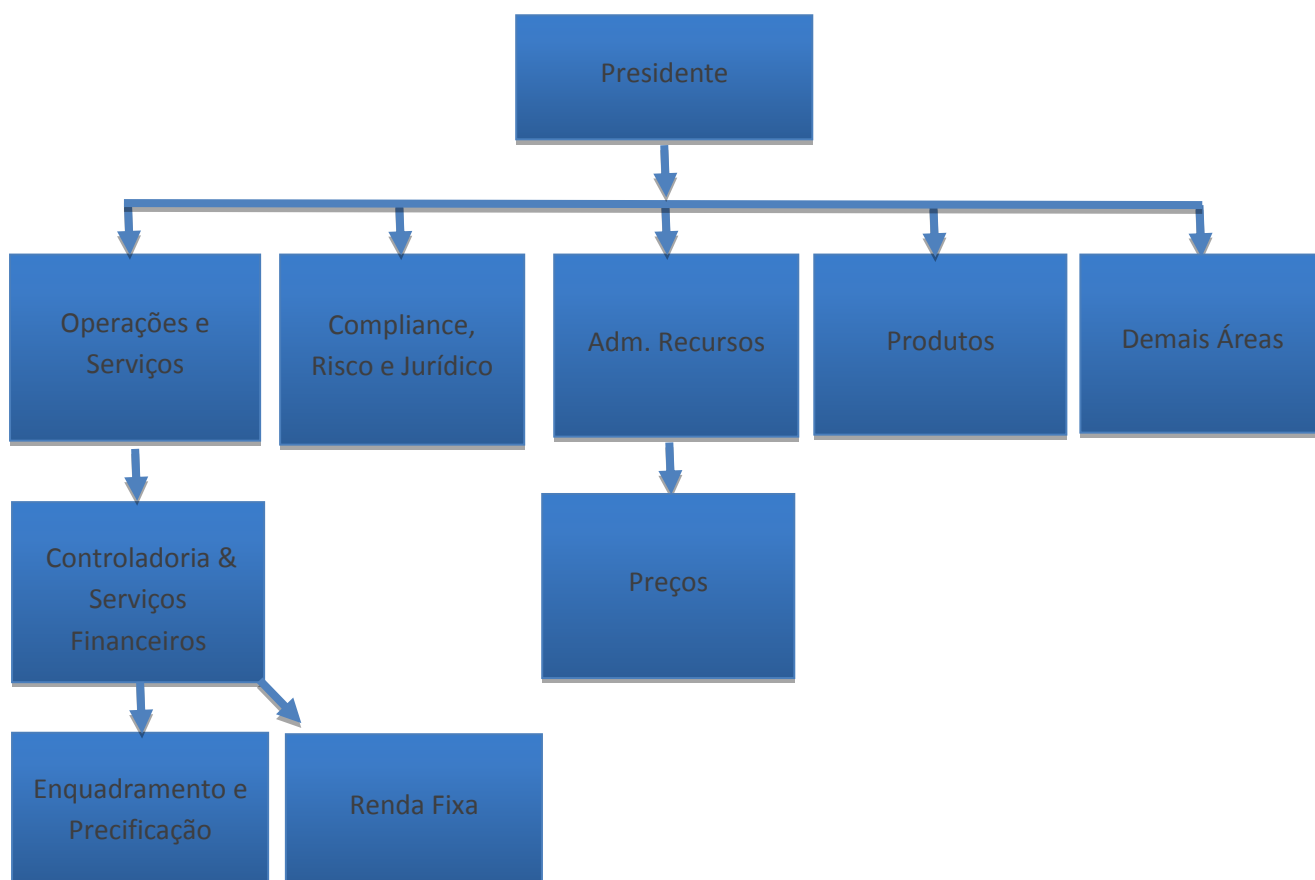 Presidente
Operações e
Serviços
Compliance,
Risco e Jurídico
Adm. Recursos
Produtos
Demais Áreas
Controladoria &
Serviços
Financeiros
Preços
Enquadramento e
Precificação
Renda Fixa